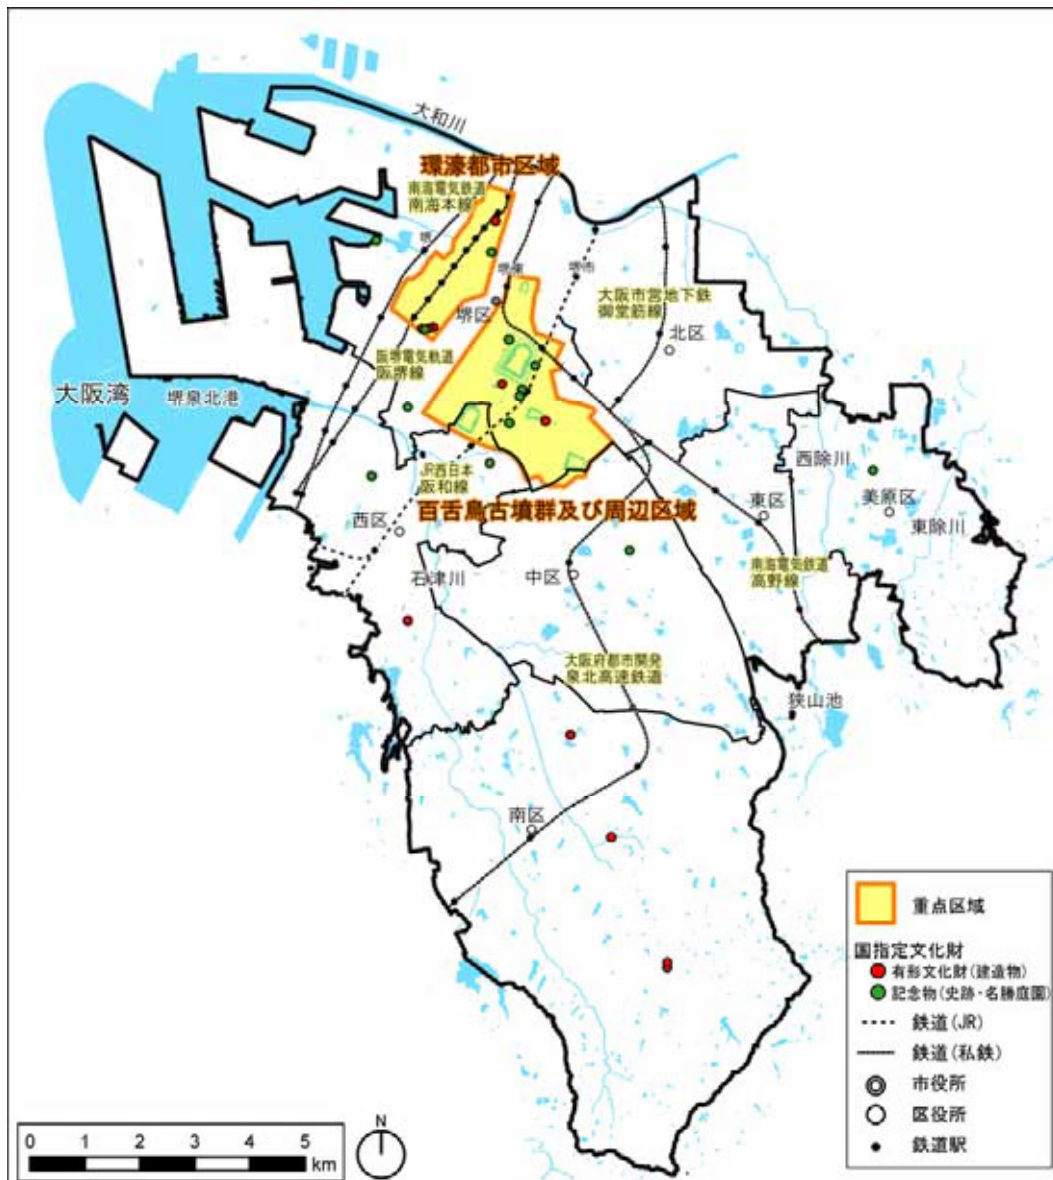 大和川
環濠都市区域
南海電気鉄道
南海本線
堺
堺東
堺市
大阪市営地下鉄
御堂筋線
北区
堺区
阪堺電気軌道
阪堺線
大阪湾
堺泉北港
JR西日本
阪和線
百舌鳥古墳群及び周辺区域
西区
石津川
中区
東区
西除川
美原区
東除川
南海電気鉄道
高野線
大阪府都市開発
泉北高速鉄道
狭山池
南区
重点区域
国指定文化財
有形文化財(建造物)
記念物(史跡・名勝庭園)
鉄道(JR)
鉄道(私鉄)
市役所
区役所
鉄道駅
0 1 2 3 4 5
km
N